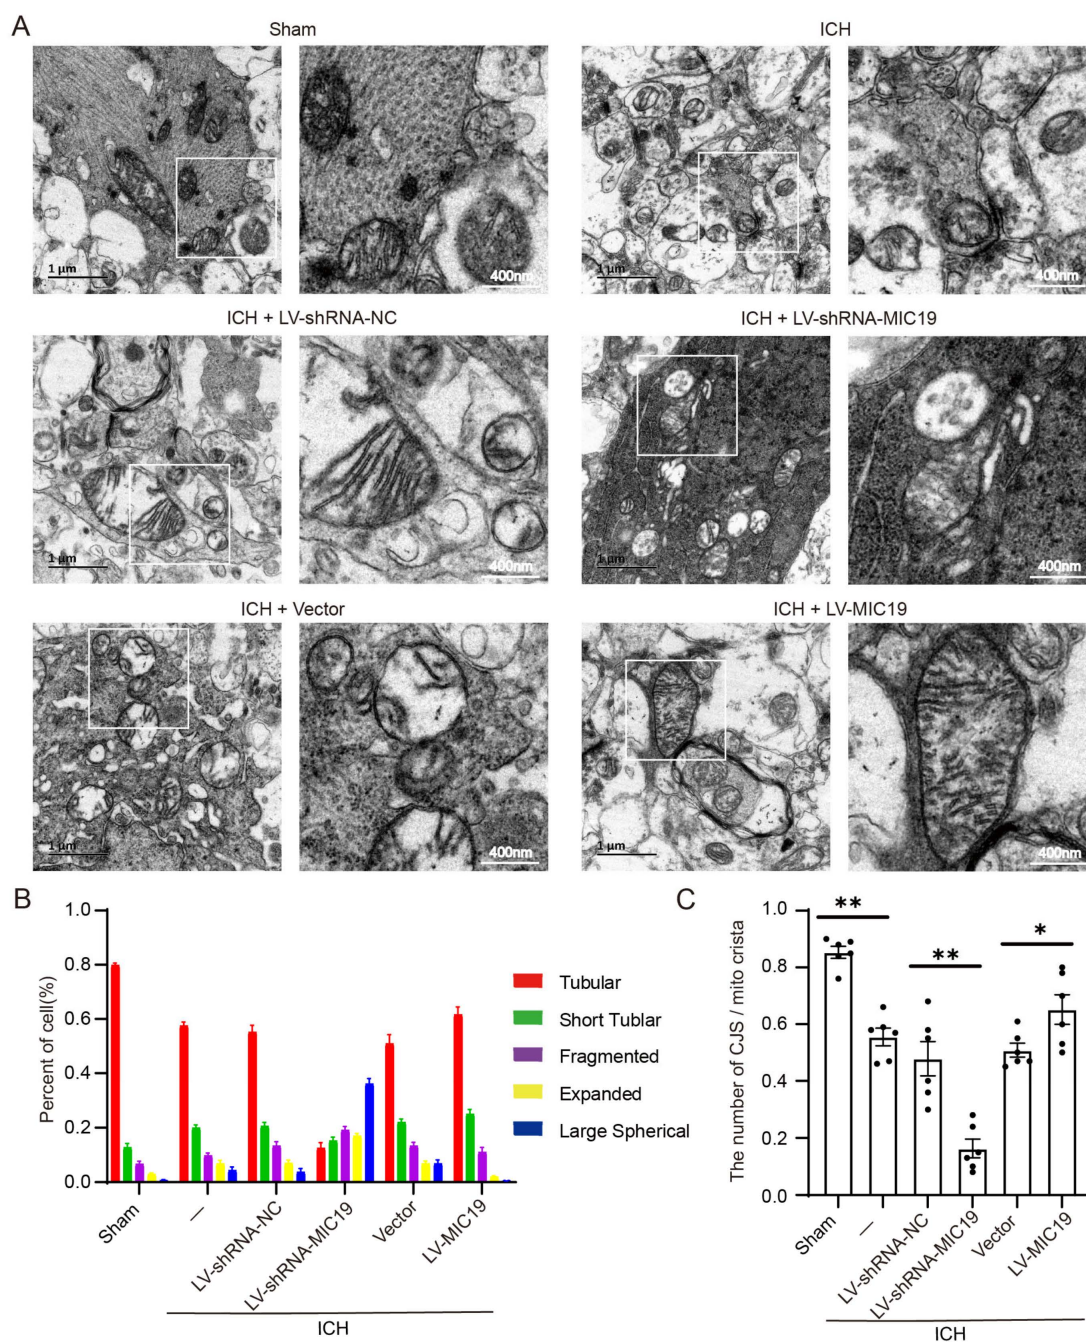 A
Sham
ICH
1 μm
400nm
1 μm
400nm
ICH + LV-shRNA-NC
ICH + LV-shRNA-MIC19
1 μm
400nm
1 μm
400nm
ICH + Vector
ICH + LV-MIC19
1 μm
400nm
1 μm
400nm
B
Percent of cell(%)
1.0
0.8
0.6
0.4
0.2
0.0
Sham
—
LV-shRNA-NC
LV-shRNA-MIC19
Vector
LV-MIC19
ICH
Tubular
Short Tublar
Fragmented
Expanded
Large Spherical
C
The number of CJS / mito crista
1.0
0.8
0.6
0.4
0.2
0.0
**
**
*
Sham
—
LV-shRNA-NC
LV-shRNA-MIC19
Vector
LV-MIC19
ICH